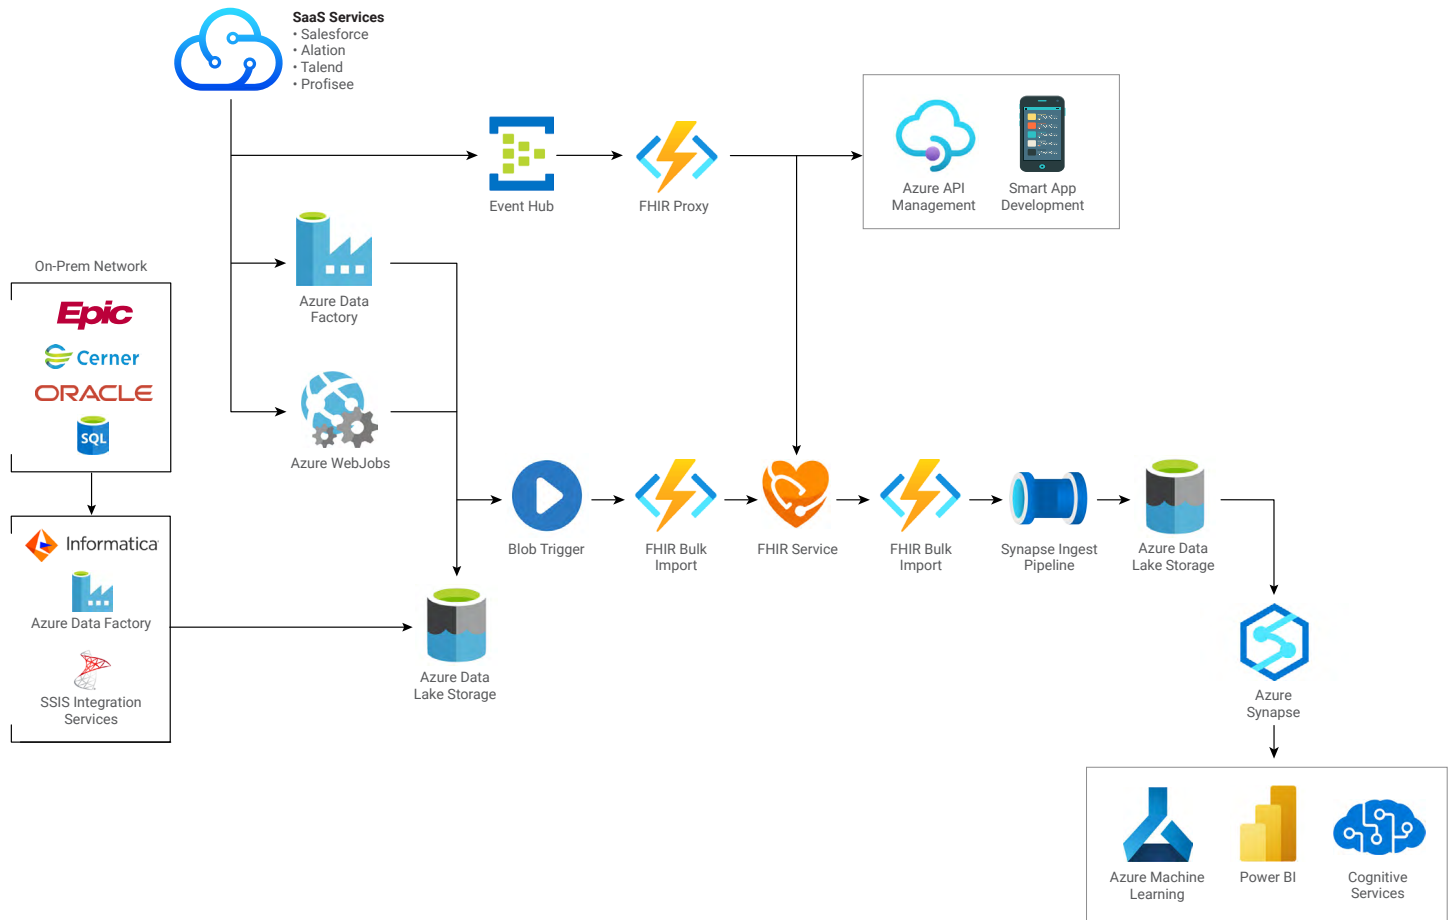 SaaS Services
• Salesforce
• Alation
• Talend
• Profisee
Event Hub
FHIR Proxy
Azure API
Management
Smart App
Development
On-Prem Network
Epic
Cerner
ORACLE
SQL
Azure Data
Factory
Azure WebJobs
Informatica
Azure Data Factory
SSIS Integration
Services
Azure Data
Lake Storage
Blob Trigger
FHIR Bulk
Import
FHIR Service
FHIR Bulk
Import
Synapse Ingest
Pipeline
Azure Data
Lake Storage
Azure
Synapse
Azure Machine
Learning
Power BI
Cognitive
Services